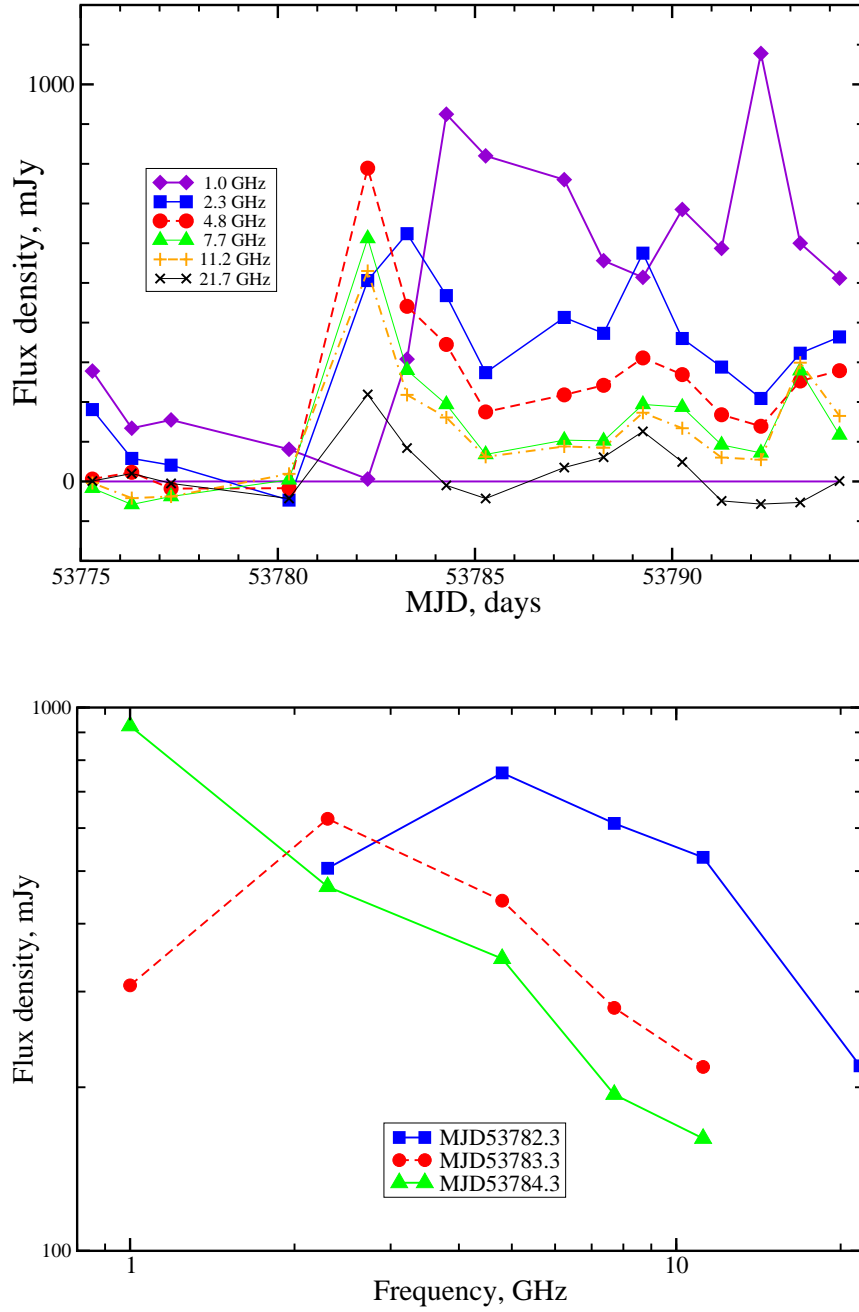 1000
0
Flux density, mJy
1.0 GHz
2.3 GHz
4.8 GHz
7.7 GHz
11.2 GHz
21.7 GHz
53775
53780
53785
53790
MJD, days
1000
100
Flux density, mJy
MJD53782.3
MJD53783.3
MJD53784.3
1
10
Frequency, GHz